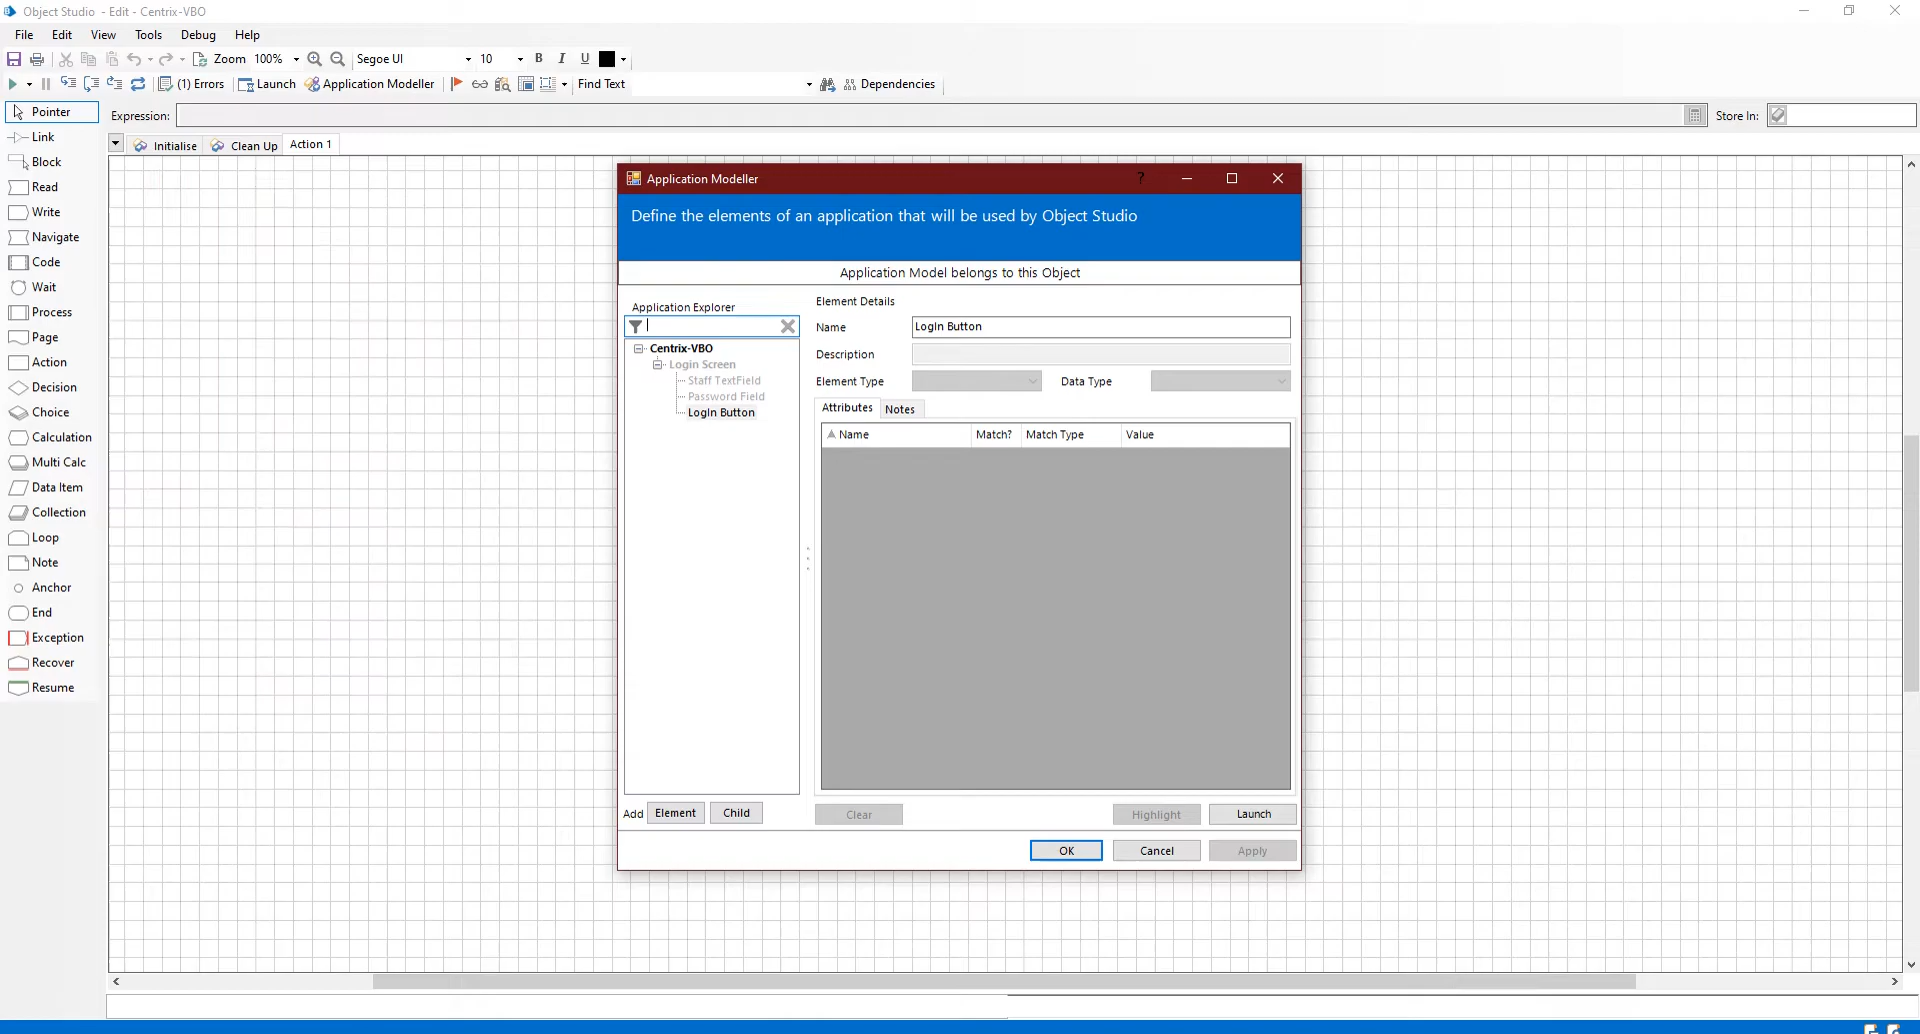 Object Studio - Edit - Centrix-VBO
File Edit View Tools Debug Help
Zoom 100% Segoe UI 10 B I U
(1) Errors Launch Application Modeller Find Text Dependencies
Pointer
Link
Block
Read
Write
Navigate
Code
Wait
Process
Page
Action
Decision
Choice
Calculation
Multi Calc
Data Item
Collection
Loop
Note
Anchor
End
Exception
Recover
Resume
Expression: Store In:
Initialise Clean Up Action 1
Application Modeller ?
Define the elements of an application that will be used by Object Studio
Application Model belongs to this Object
Application Explorer
Centrix-VBO
Login Screen
Staff TextField
Password Field
LogIn Button
Element Details
Name LogIn Button
Description
Element Type Data Type
Attributes Notes
Name Match? Match Type Value
Add Element Child Clear Highlight Launch
OK Cancel Apply